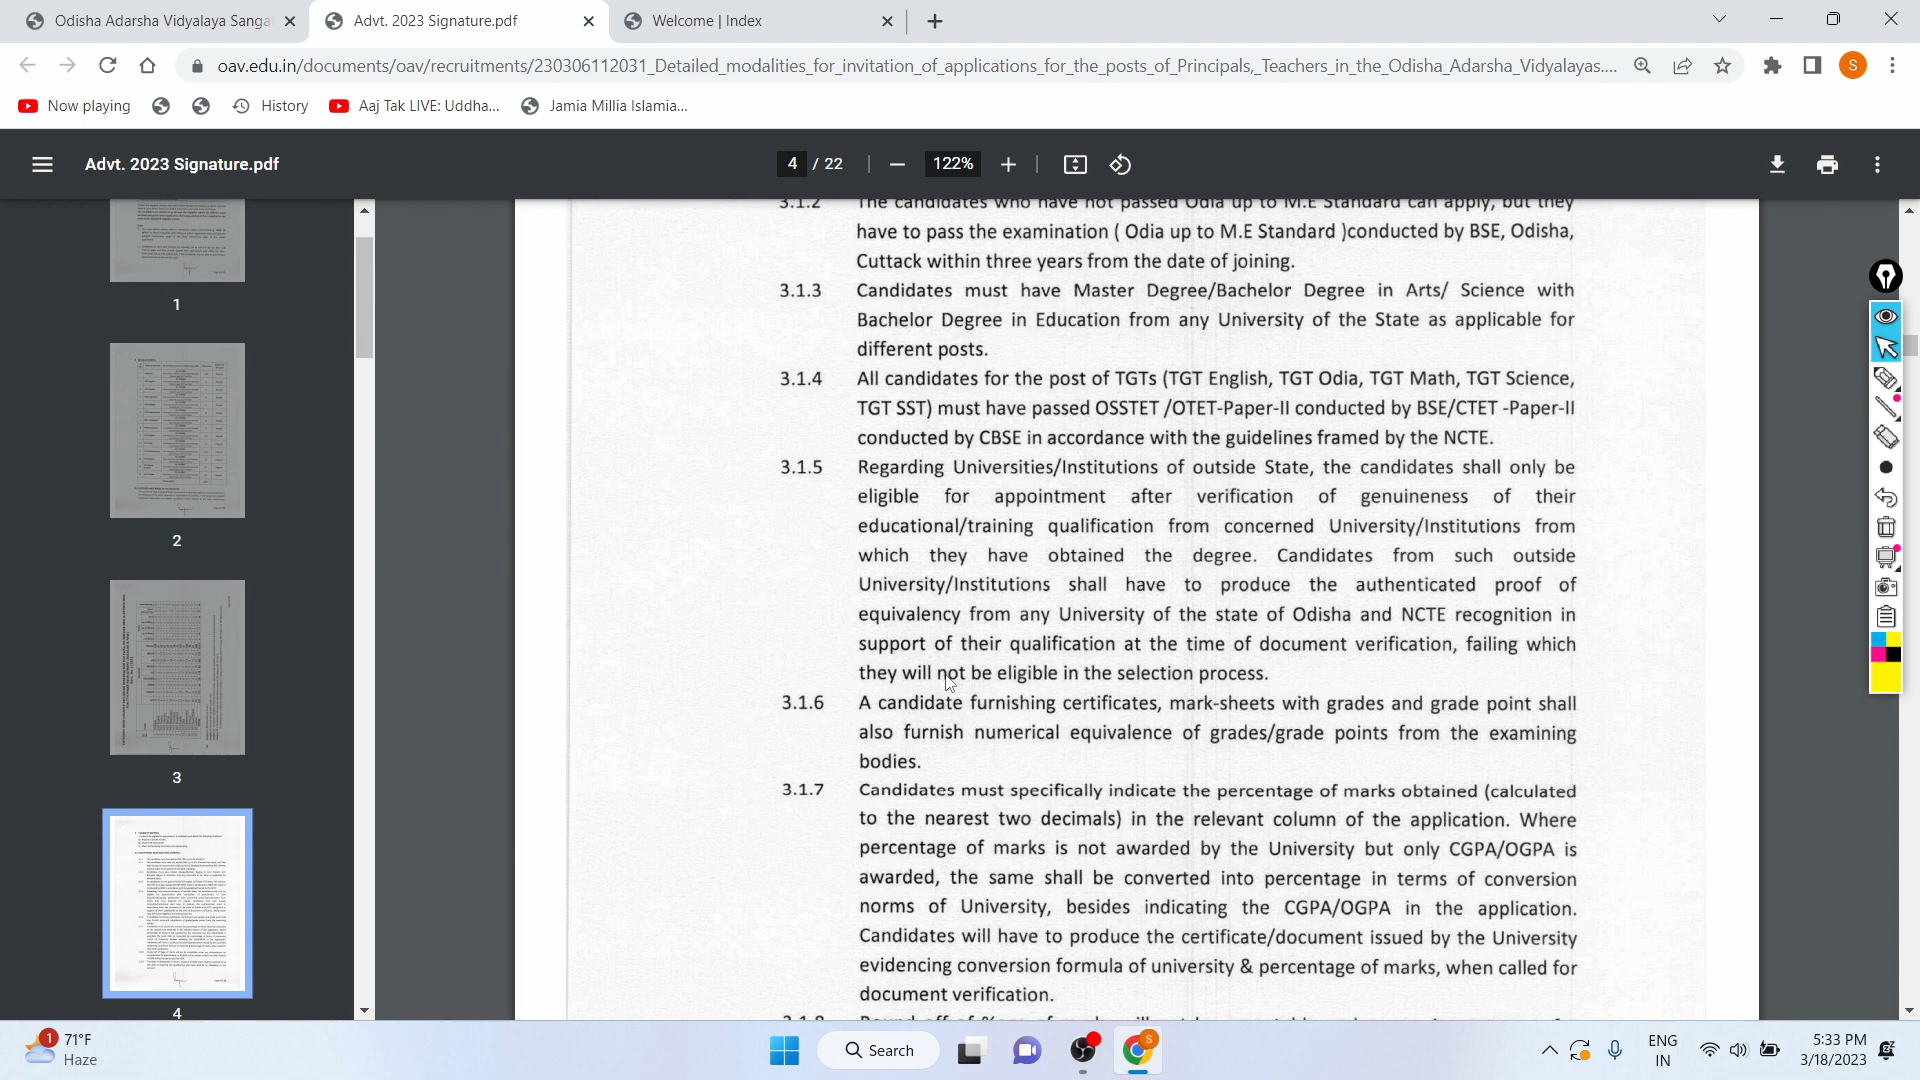 Odisha Adarsha Vidyalaya Sanga
Advt. 2023 Signature.pdf
Welcome | Index
oav.edu.in/documents/oav/recruitments/230306112031_Detailed_modalities_for_invitation_of_applications_for_the_posts_of_Principals,_Teachers_in_the_Odisha_Adarsha_Vidyalayas....
S
Now playing
History
Aaj Tak LIVE: Uddha...
Jamia Millia Islamia...
Advt. 2023 Signature.pdf
4 / 22
122%
1
2
3
4
3.1.2 The candidates who have not passed Odia up to M.E Standard can apply, but they
have to pass the examination ( Odia up to M.E Standard )conducted by BSE, Odisha,
Cuttack within three years from the date of joining.
3.1.3 Candidates must have Master Degree/Bachelor Degree in Arts/ Science with
Bachelor Degree in Education from any University of the State as applicable for
different posts.
3.1.4 All candidates for the post of TGTs (TGT English, TGT Odia, TGT Math, TGT Science,
TGT SST) must have passed OSSTET /OTET-Paper-II conducted by BSE/CTET -Paper-II
conducted by CBSE in accordance with the guidelines framed by the NCTE.
3.1.5 Regarding Universities/Institutions of outside State, the candidates shall only be
eligible for appointment after verification of genuineness of their
educational/training qualification from concerned University/Institutions from
which they have obtained the degree. Candidates from such outside
University/Institutions shall have to produce the authenticated proof of
equivalency from any University of the state of Odisha and NCTE recognition in
support of their qualification at the time of document verification, failing which
they will not be eligible in the selection process.
3.1.6 A candidate furnishing certificates, mark-sheets with grades and grade point shall
also furnish numerical equivalence of grades/grade points from the examining
bodies.
3.1.7 Candidates must specifically indicate the percentage of marks obtained (calculated
to the nearest two decimals) in the relevant column of the application. Where
percentage of marks is not awarded by the University but only CGPA/OGPA is
awarded, the same shall be converted into percentage in terms of conversion
norms of University, besides indicating the CGPA/OGPA in the application.
Candidates will have to produce the certificate/document issued by the University
evidencing conversion formula of university & percentage of marks, when called for
document verification.
1
71°F
Haze
Search
S
ENG
IN
5:33 PM
3/18/2023